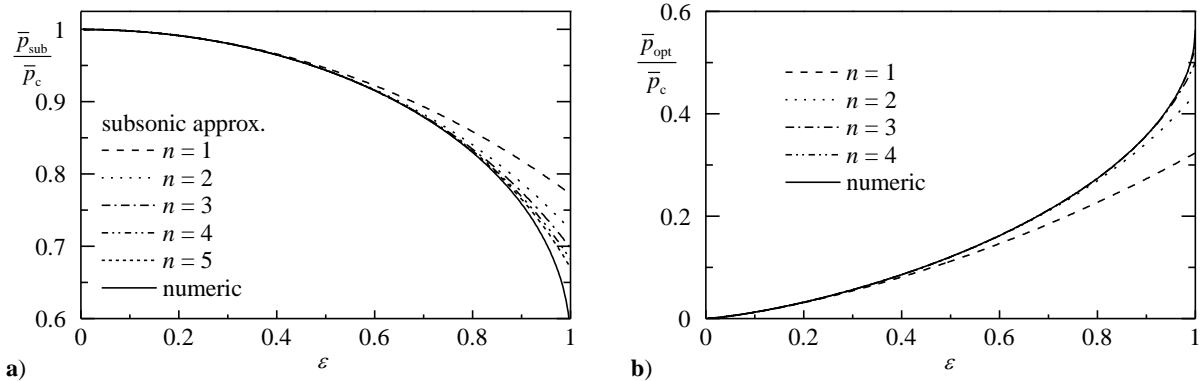 1
0.9
0.8
0.7
0.6
p̅sub
p̅c
subsonic approx.
n = 1
n = 2
n = 3
n = 4
n = 5
numeric
0 0.2 0.4 0.6 0.8 1
ε
a)
0.6
0.4
0.2
0
p̅opt
p̅c
n = 1
n = 2
n = 3
n = 4
numeric
0 0.2 0.4 0.6 0.8 1
ε
b)